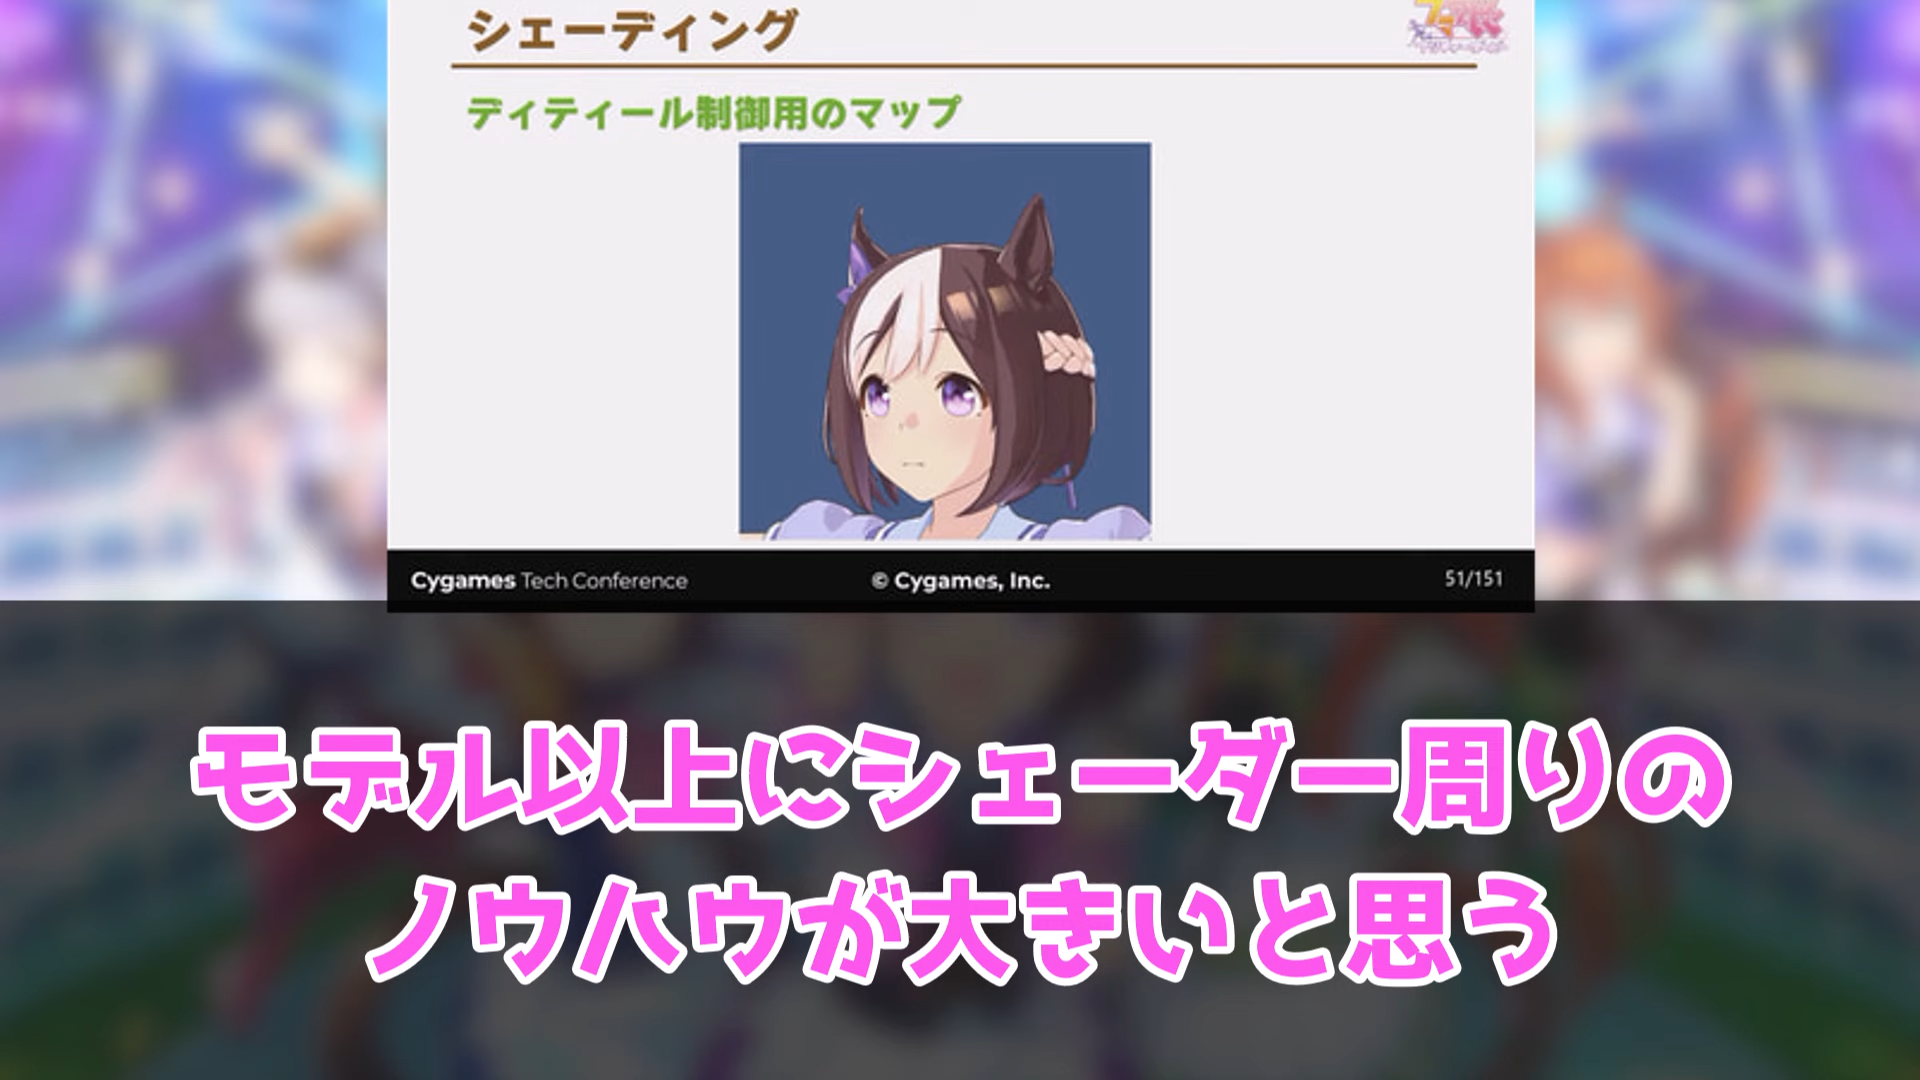 シェーディング
ディティール制御用のマップ
Cygames Tech Conference
© Cygames, Inc.
51/151
モデル以上にシェーダー周りの
ノウハウが大きいと思う